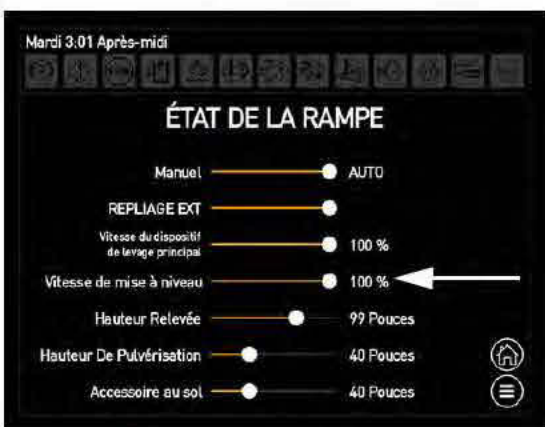 Mardi 3:01 Après-midi
ÉTAT DE LA RAMPE
Manuel AUTO
REPLIAGE EXT
Vitesse du dispositif
de levage principal 100 %
Vitesse de mise à niveau 100 %
Hauteur Relevée 99 Pouces
Hauteur De Pulvérisation 40 Pouces
Accessoire au sol 40 Pouces